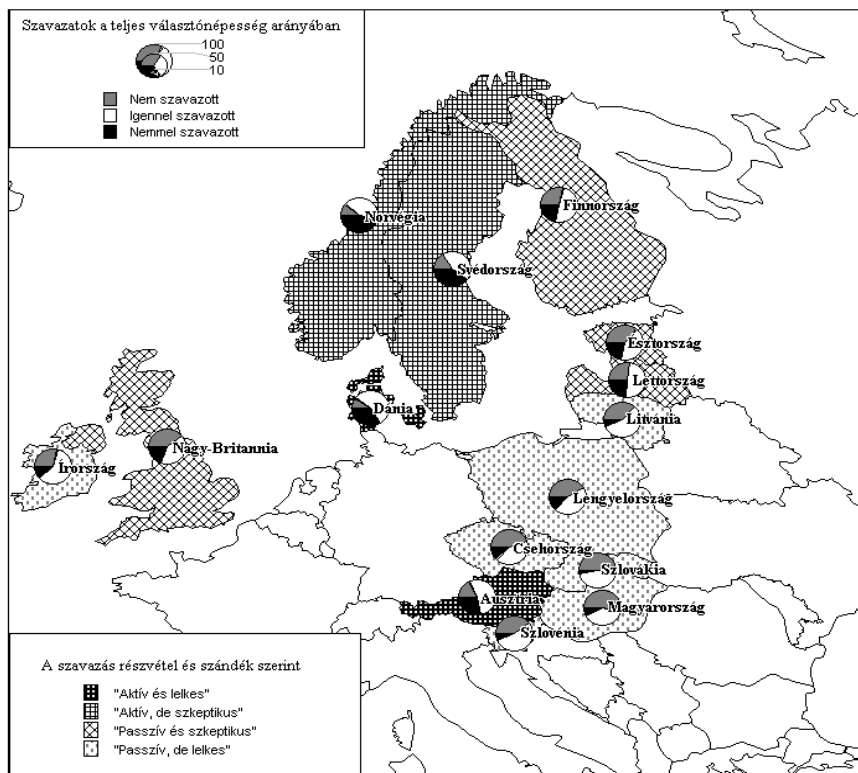 Szavazatok a teljes választónépesség arányában
100
50
10
Nem szavazott
Igennel szavazott
Nemmel szavazott
Finnország
Norvégia
Svédország
Esztország
Lettország
Dánia
Litvánia
Nagy-Britannia
Írország
Lengyelország
Csehország
Szlovákia
Ausztria
Magyarország
Szlovénia
A szavazás részvétel és szándék szerint
"Aktív és lelkes"
"Aktív, de szkeptikus"
"Passzív és szkeptikus"
"Passzív, de lelkes"